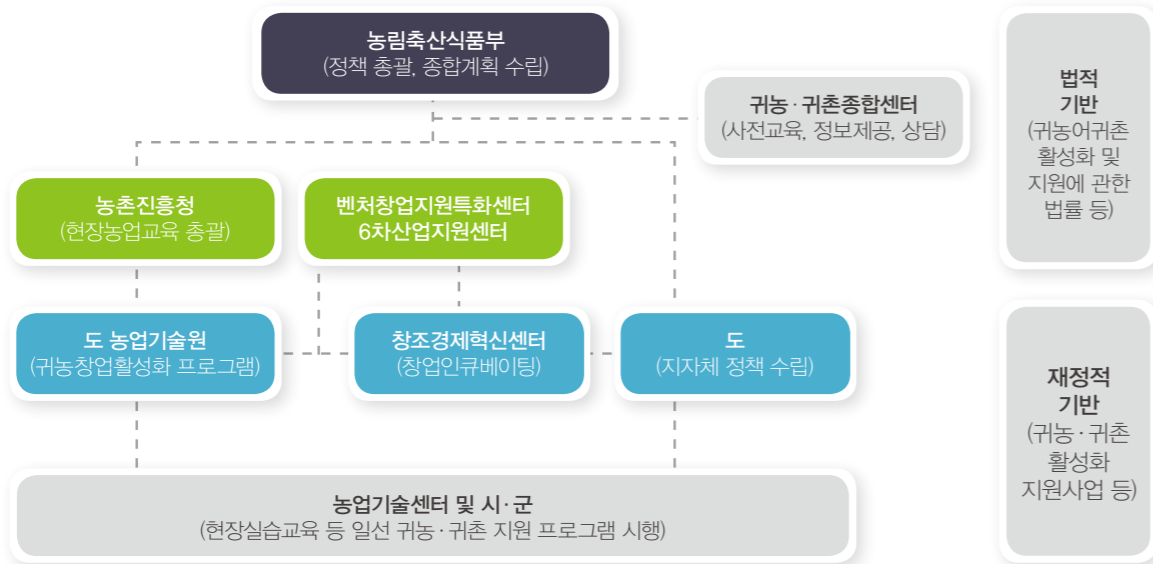 농림축산식품부
(정책 총괄, 종합계획 수립)
귀농·귀촌종합센터
(사전교육, 정보제공, 상담)
농촌진흥청
(현장농업교육 총괄)
벤처창업지원특화센터
6차산업지원센터
도 농업기술원
(귀농창업활성화 프로그램)
창조경제혁신센터
(창업인큐베이팅)
도
(지자체 정책 수립)
농업기술센터 및 시·군
(현장실습교육 등 일선 귀농·귀촌 지원 프로그램 시행)
법적
기반
(귀농어귀촌
활성화 및
지원에 관한
법률 등)
재정적
기반
(귀농·귀촌
활성화
지원사업 등)